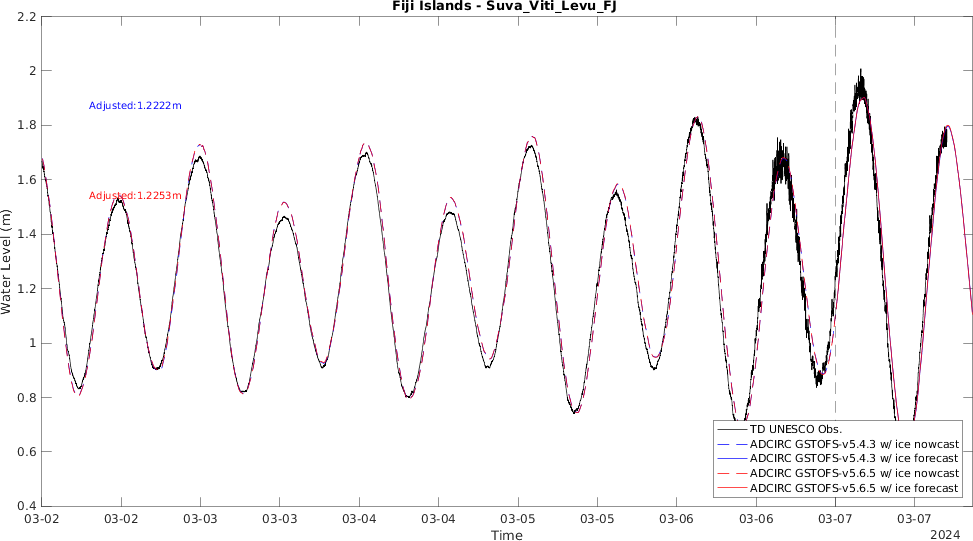 Fiji Islands - Suva_Viti_Levu_FJ
2.2
2
1.8
1.6
1.4
1.2
1
0.8
0.6
0.4
Water Level (m)
Adjusted:1.2222m
Adjusted:1.2253m
TD UNESCO Obs.
ADCIRC GSTOFS-v5.4.3 w/ ice nowcast
ADCIRC GSTOFS-v5.4.3 w/ ice forecast
ADCIRC GSTOFS-v5.6.5 w/ ice nowcast
ADCIRC GSTOFS-v5.6.5 w/ ice forecast
03-02 03-02 03-03 03-03 03-04 03-04 03-05 03-05 03-06 03-06 03-07 03-07
Time
2024